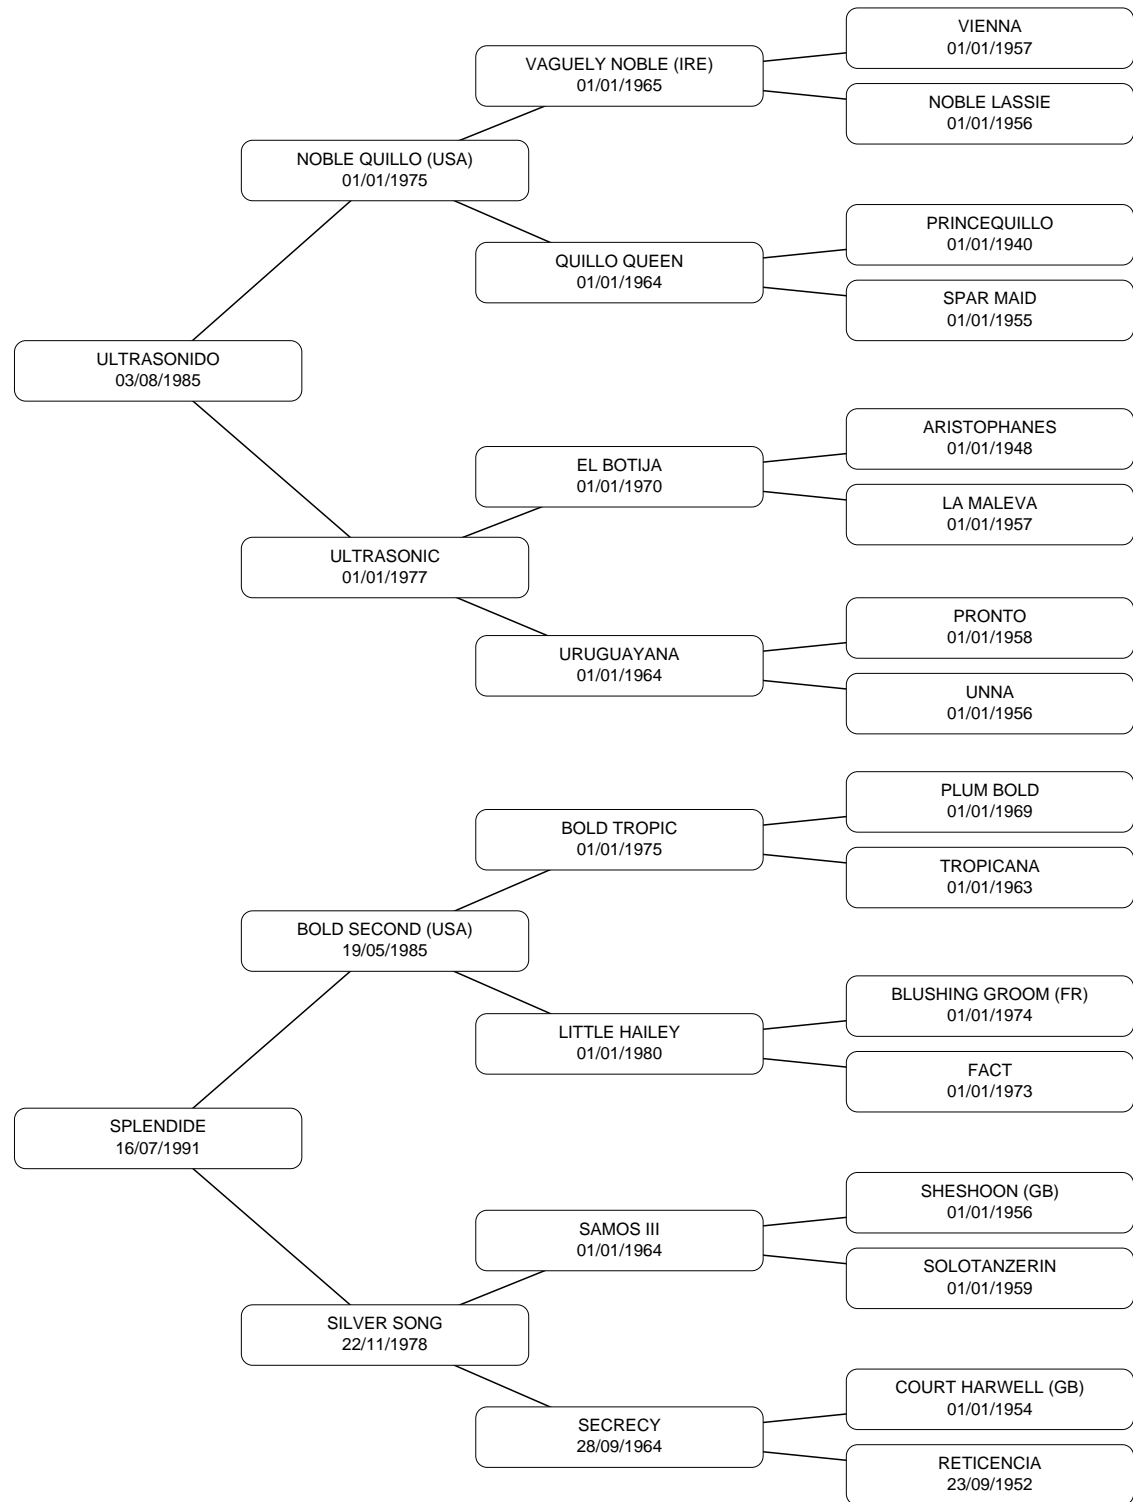 VIENNA
01/01/1957
VAGUELY NOBLE (IRE)
01/01/1965
NOBLE LASSIE
01/01/1956
NOBLE QUILLO (USA)
01/01/1975
PRINCEQUILLO
01/01/1940
QUILLO QUEEN
01/01/1964
SPAR MAID
01/01/1955
ULTRASONIDO
03/08/1985
ARISTOPHANES
01/01/1948
EL BOTIJA
01/01/1970
LA MALEVA
01/01/1957
ULTRASONIC
01/01/1977
PRONTO
01/01/1958
URUGUAYANA
01/01/1964
UNNA
01/01/1956
PLUM BOLD
01/01/1969
BOLD TROPIC
01/01/1975
TROPICANA
01/01/1963
BOLD SECOND (USA)
19/05/1985
BLUSHING GROOM (FR)
01/01/1974
LITTLE HAILEY
01/01/1980
FACT
01/01/1973
SPLENDIDE
16/07/1991
SHESHOON (GB)
01/01/1956
SAMOS III
01/01/1964
SOLOTANZERIN
01/01/1959
SILVER SONG
22/11/1978
COURT HARWELL (GB)
01/01/1954
SECRECY
28/09/1964
RETICENCIA
23/09/1952